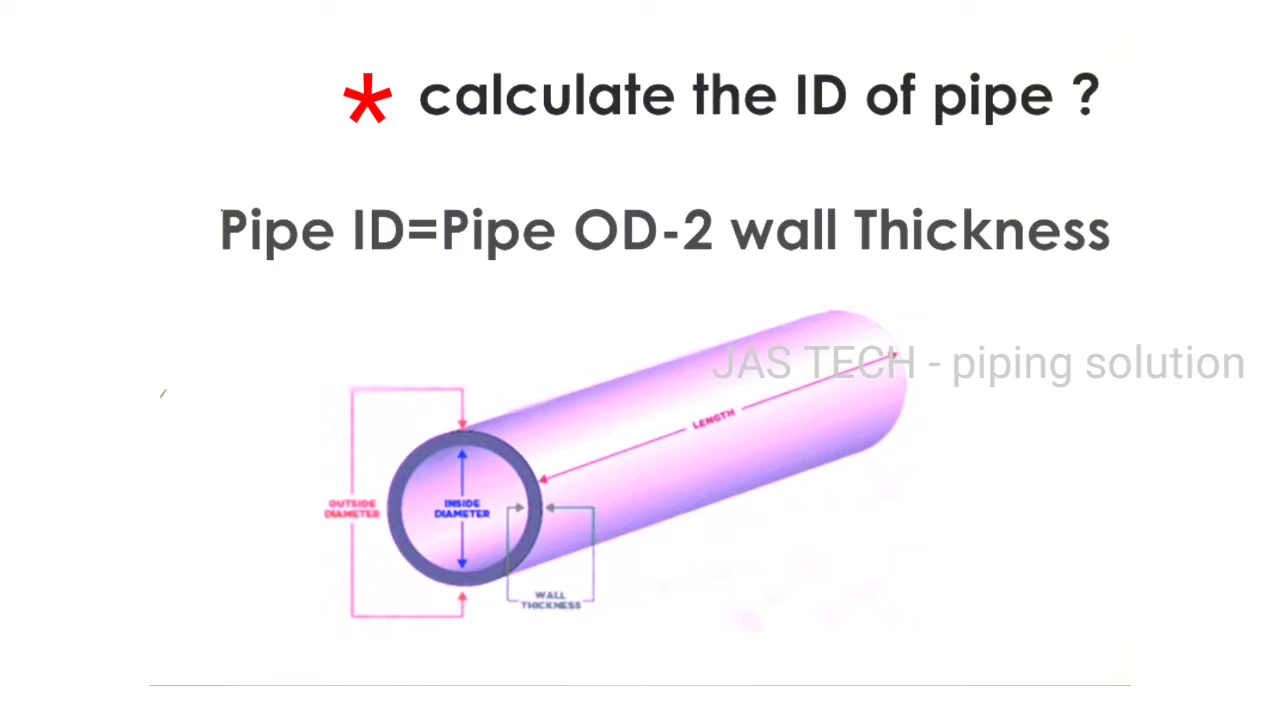 * calculate the ID of pipe ?
Pipe ID=Pipe OD-2 wall Thickness
JAS TECH - piping solution
LENGTH
OUTSIDE
DIAMETER
INSIDE
DIAMETER
WALL
THICKNESS